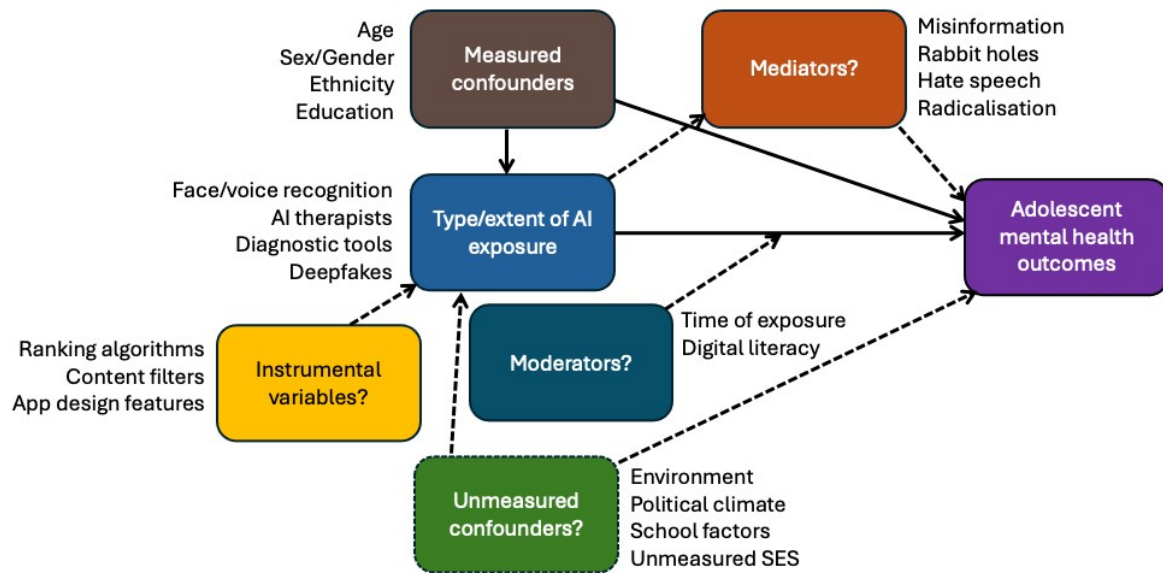 Age
Sex/Gender
Ethnicity
Education
Measured
confounders
Mediators?
Misinformation
Rabbit holes
Hate speech
Radicalisation
Face/voice recognition
AI therapists
Diagnostic tools
Deepfakes
Type/extent of AI
exposure
Adolescent
mental health
outcomes
Ranking algorithms
Content filters
App design features
Instrumental
variables?
Moderators?
Time of exposure
Digital literacy
Unmeasured
confounders?
Environment
Political climate
School factors
Unmeasured SES